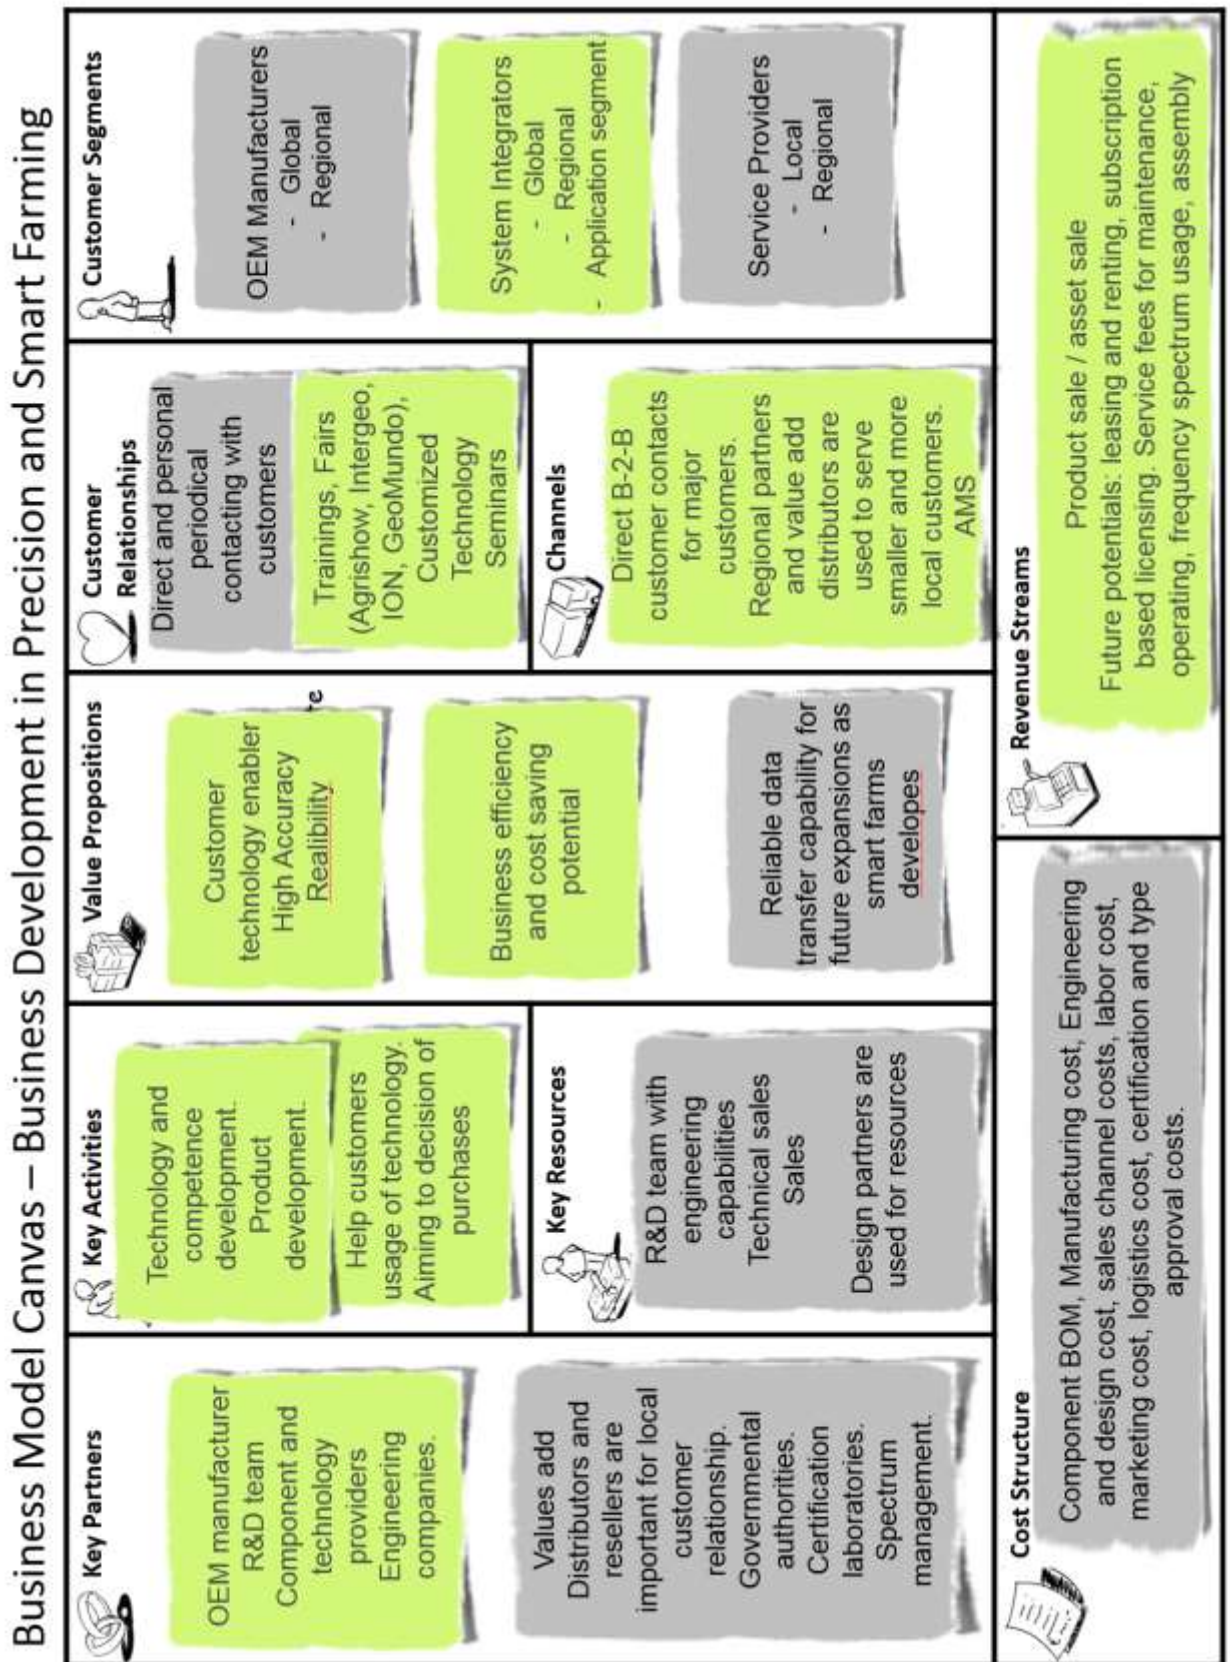 Business Model Canvas – Business Development in Precision and Smart Farming
Key Partners
OEM manufacturer
R&D team
Component and
technology
providers
Engineering
companies.
Values add
Distributors and
resellers are
important for local
customer
relationship.
Governmental
authorities.
Certification
laboratories.
Spectrum
management.
Key Activities
Technology and
competence
development.
Product
development.
Help customers
usage of technology.
Aiming to decision of
purchases
Key Resources
R&D team with
engineering
capabilities
Technical sales
Sales
Design partners are
used for resources
Value Propositions
Customer
technology enabler
High Accuracy
Realibility
te
Business efficiency
and cost saving
potential
Reliable data
transfer capability for
future expansions as
smart farms
developes
Customer
Relationships
Direct and personal
periodical
contacting with
customers
Trainings, Fairs
(Agrishow, Intergeo,
ION, GeoMundo),
Customized
Technology
Seminars
Channels
Direct B-2-B
customer contacts
for major
customers.
Regional partners
and value add
distributors are
used to serve
smaller and more
local customers.
AMS
Customer Segments
OEM Manufacturers
- Global
- Regional
System Integrators
- Global
- Regional
- Application segment
Service Providers
- Local
- Regional
Cost Structure
Component BOM, Manufacturing cost, Engineering
and design cost, sales channel costs, labor cost,
marketing cost, logistics cost, certification and type
approval costs.
Revenue Streams
Product sale / asset sale
Future potentials: leasing and renting, subscription
based licensing. Service fees for maintenance,
operating, frequency spectrum usage, assembly